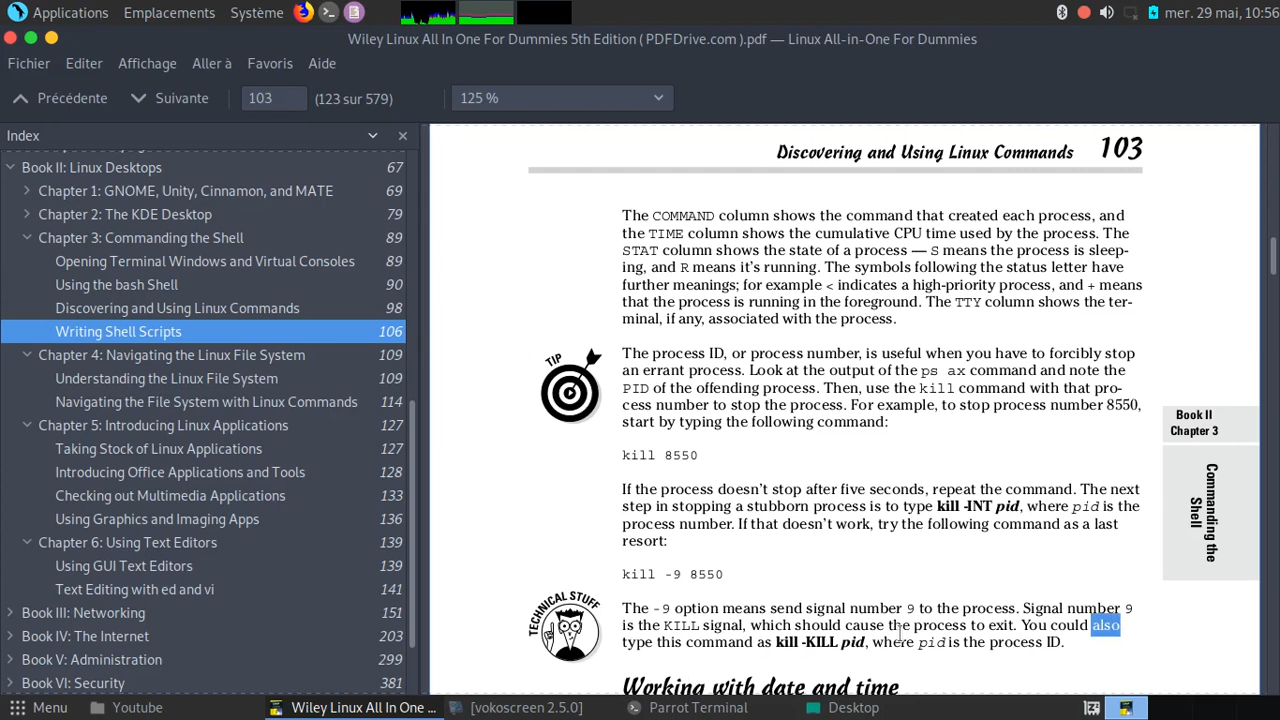 Applications Emplacements Système mer. 29 mai, 10:56
Wiley Linux All In One For Dummies 5th Edition ( PDFDrive.com ).pdf — Linux All-in-One For Dummies
Fichier Editer Affichage Aller à Favoris Aide
Précédente Suivante 103 (123 sur 579) 125 %
Index
Book II: Linux Desktops 67
Chapter 1: GNOME, Unity, Cinnamon, and MATE 69
Chapter 2: The KDE Desktop 79
Chapter 3: Commanding the Shell 89
Opening Terminal Windows and Virtual Consoles 89
Using the bash Shell 90
Discovering and Using Linux Commands 98
Writing Shell Scripts 106
Chapter 4: Navigating the Linux File System 109
Understanding the Linux File System 109
Navigating the File System with Linux Commands 114
Chapter 5: Introducing Linux Applications 127
Taking Stock of Linux Applications 127
Introducing Office Applications and Tools 128
Checking out Multimedia Applications 133
Using Graphics and Imaging Apps 136
Chapter 6: Using Text Editors 139
Using GUI Text Editors 139
Text Editing with ed and vi 141
Book III: Networking 151
Book IV: The Internet 203
Book V: Administration 299
Book VI: Security 381
Discovering and Using Linux Commands 103
The COMMAND column shows the command that created each process, and
the TIME column shows the cumulative CPU time used by the process. The
STAT column shows the state of a process — S means the process is sleep-
ing, and R means it's running. The symbols following the status letter have
further meanings; for example < indicates a high-priority process, and + means
that the process is running in the foreground. The TTY column shows the ter-
minal, if any, associated with the process.
TIP
The process ID, or process number, is useful when you have to forcibly stop
an errant process. Look at the output of the ps ax command and note the
PID of the offending process. Then, use the kill command with that pro-
cess number to stop the process. For example, to stop process number 8550,
start by typing the following command:
kill 8550
If the process doesn't stop after five seconds, repeat the command. The next
step in stopping a stubborn process is to type kill -INT pid, where pid is the
process number. If that doesn't work, try the following command as a last
resort:
kill -9 8550
TECHNICAL STUFF
The -9 option means send signal number 9 to the process. Signal number 9
is the KILL signal, which should cause the process to exit. You could also
type this command as kill -KILL pid, where pid is the process ID.
Working with date and time
Book II
Chapter 3
Commanding the
Shell
Menu Youtube Wiley Linux All In One ... [vokoscreen 2.5.0] Parrot Terminal Desktop